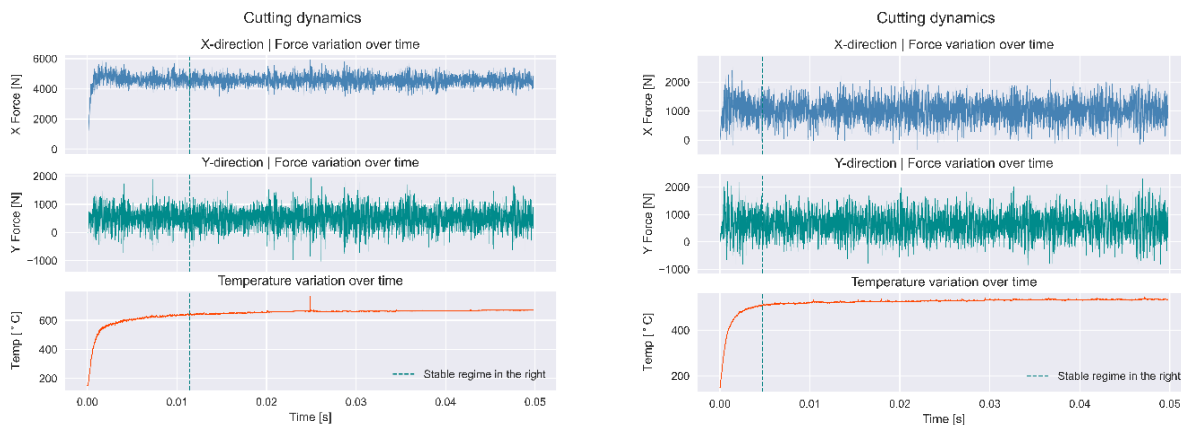 Cutting dynamics
X-direction | Force variation over time
X Force [N]
6000
4000
2000
0
Y-direction | Force variation over time
Y Force [N]
2000
1000
0
−1000
Temperature variation over time
Temp [ ° C]
600
400
200
Stable regime in the right
0.00 0.01 0.02 0.03 0.04 0.05
Time [s]
Cutting dynamics
X-direction | Force variation over time
X Force [N]
2000
1000
0
Y-direction | Force variation over time
Y Force [N]
2000
1000
0
−1000
Temperature variation over time
Temp [ ° C]
400
200
Stable regime in the right
0.00 0.01 0.02 0.03 0.04 0.05
Time [s]